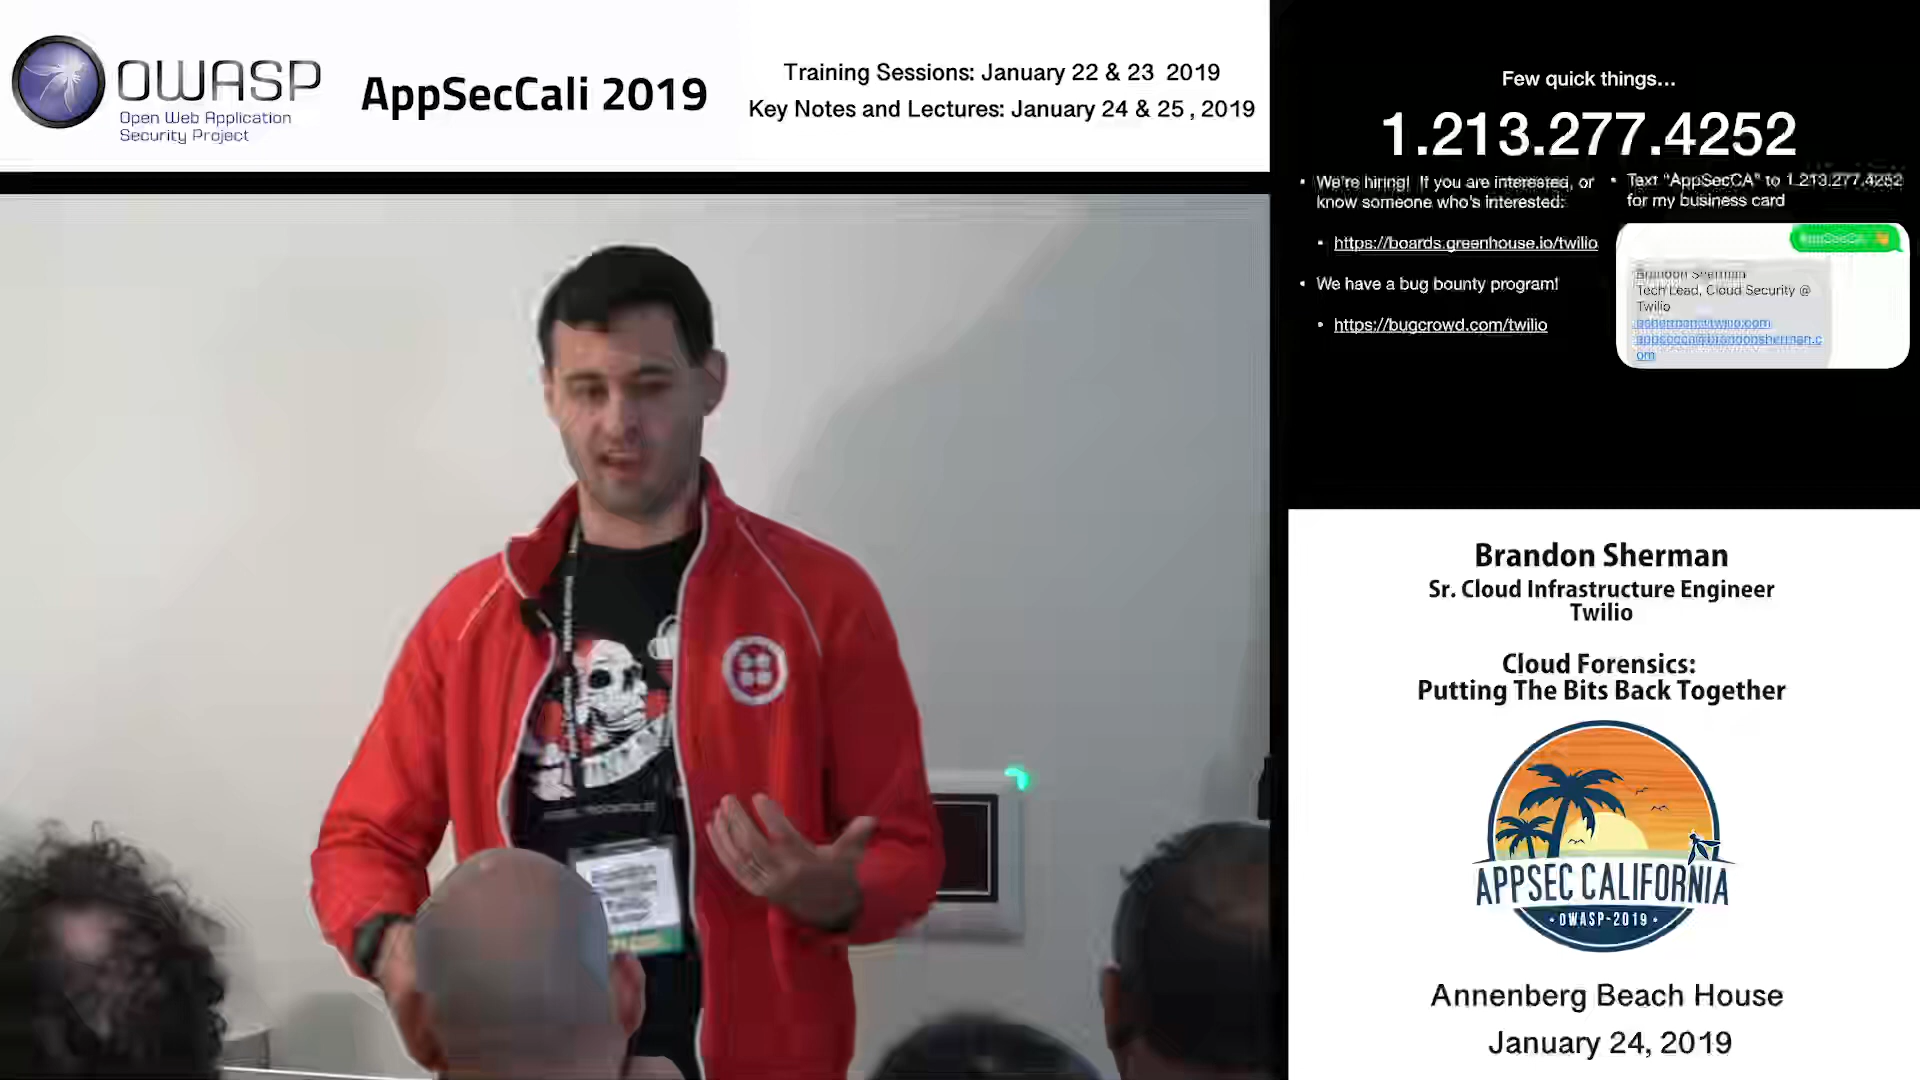 OWASP
Open Web Application
Security Project
AppSecCali 2019
Training Sessions: January 22 & 23 2019
Key Notes and Lectures: January 24 & 25 , 2019
Few quick things...
1.213.277.4252
• We're hiring! If you are interested, or
know someone who's interested:
• https://boards.greenhouse.io/twilio
• We have a bug bounty program!
• https://bugcrowd.com/twilio
• Text "AppSecCA" to 1.213.277.4252
for my business card
Brandon Sherman
Tech Lead, Cloud Security @
Twilio
Brandon Sherman
Sr. Cloud Infrastructure Engineer
Twilio
Cloud Forensics:
Putting The Bits Back Together
APPSEC CALIFORNIA
• OWASP-2019 •
Annenberg Beach House
January 24, 2019